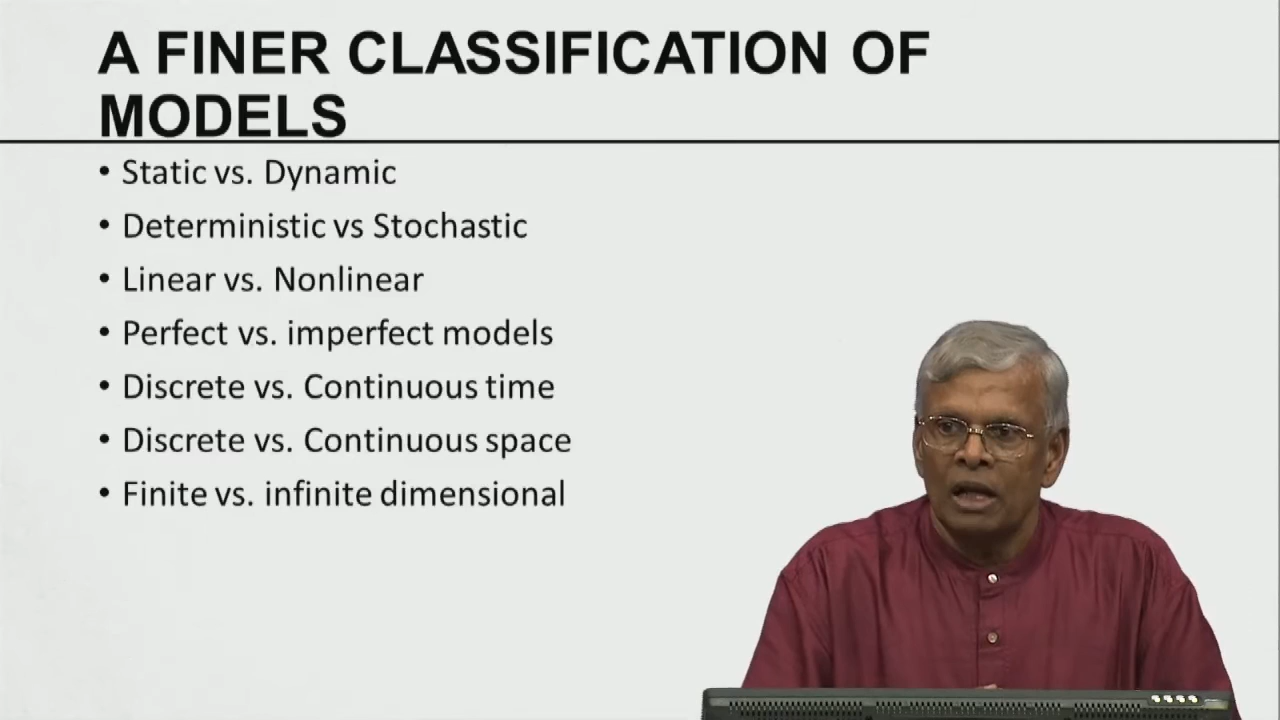 A FINER CLASSIFICATION OF
MODELS
• Static vs. Dynamic
• Deterministic vs Stochastic
• Linear vs. Nonlinear
• Perfect vs. imperfect models
• Discrete vs. Continuous time
• Discrete vs. Continuous space
• Finite vs. infinite dimensional